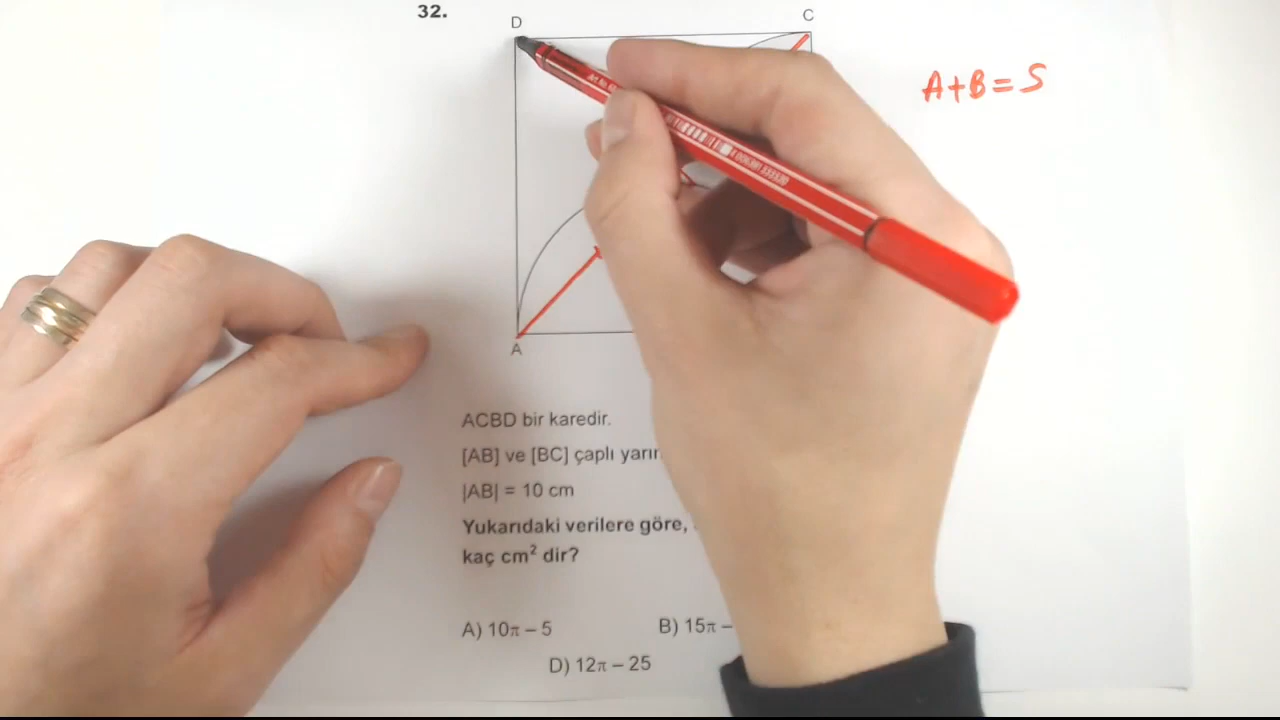 32.
D
C
A+B=S
A
ACBD bir karedir.
[AB] ve [BC] çaplı
|AB| = 10 cm
Yukarıdaki verilere göre,
kaç cm² dir?
A) 10π – 5
B) 15π –
D) 12π – 25